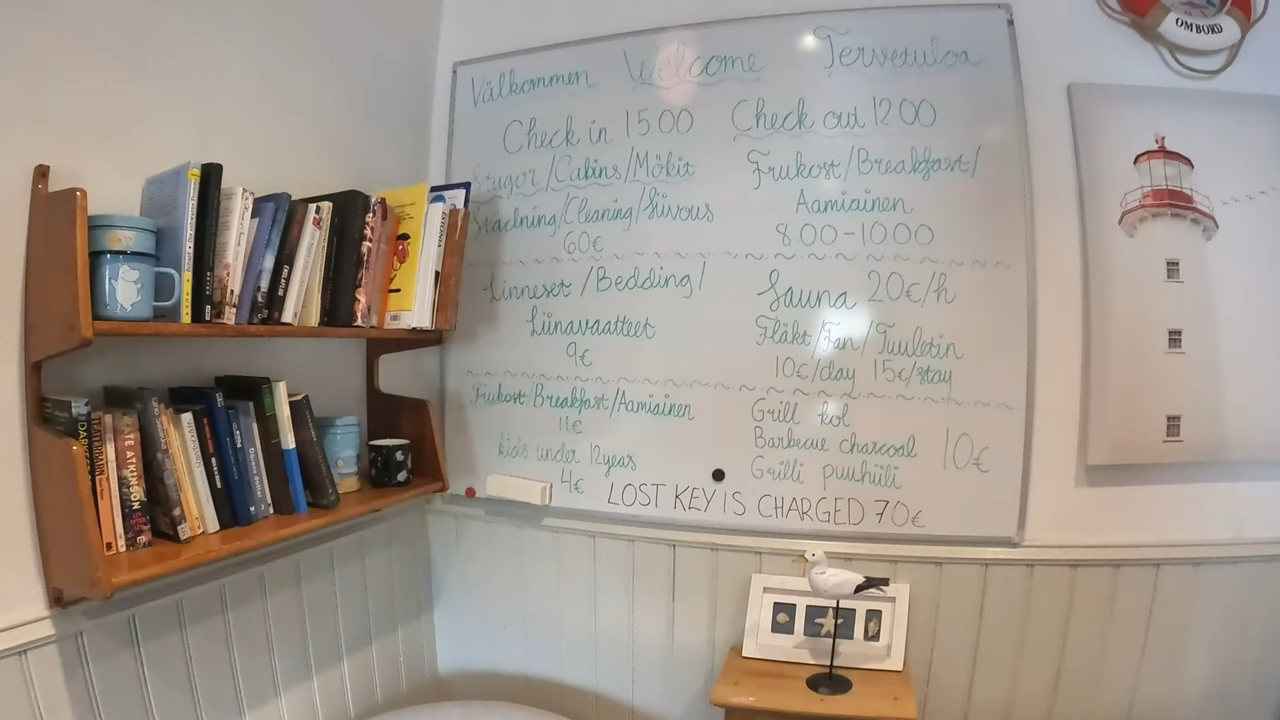 OMBORD
Välkommen Welcome Tervetuloa
Check in 15 00
Check out 12 00
Stugor/Cabins/Mökit
Städning/Cleaning/Siivous
60€
Frukost/Breakfast/
Aamiainen
8.00-10.00
Linneset/Bedding/
Liinavaatteet
9€
Sauna 20€/h
Fläkt/Fan/Tuuletin
10€/day 15€/stay
Frukost/Breakfast/Aamiainen
11€
kids under 12years
4€
Grill kol
Barbecue charcoal 10€
Grilli puuhiili
LOST KEY IS CHARGED 70€
ESTONIA
KATE ATKINSON